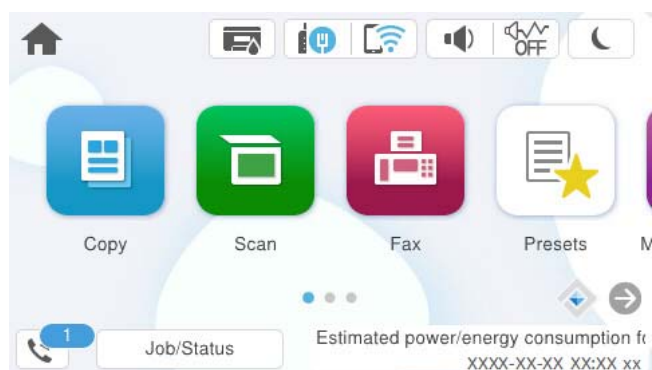 OFF
Copy
Scan
Fax
Presets
M
1
Job/Status
Estimated power/energy consumption fo
XXXX-XX-XX XX:XX xx